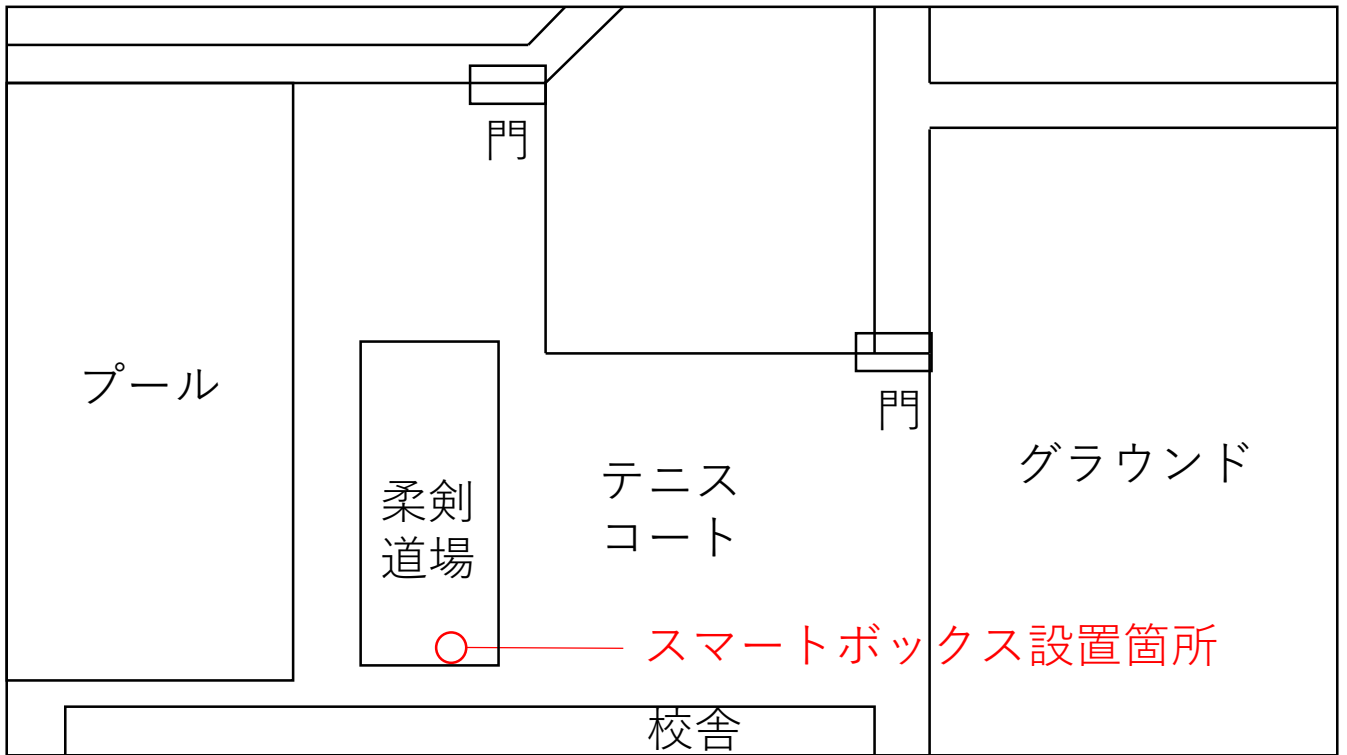 門
プール
門
グラウンド
テニス
コート
柔剣
道場
スマートボックス設置箇所
校舎